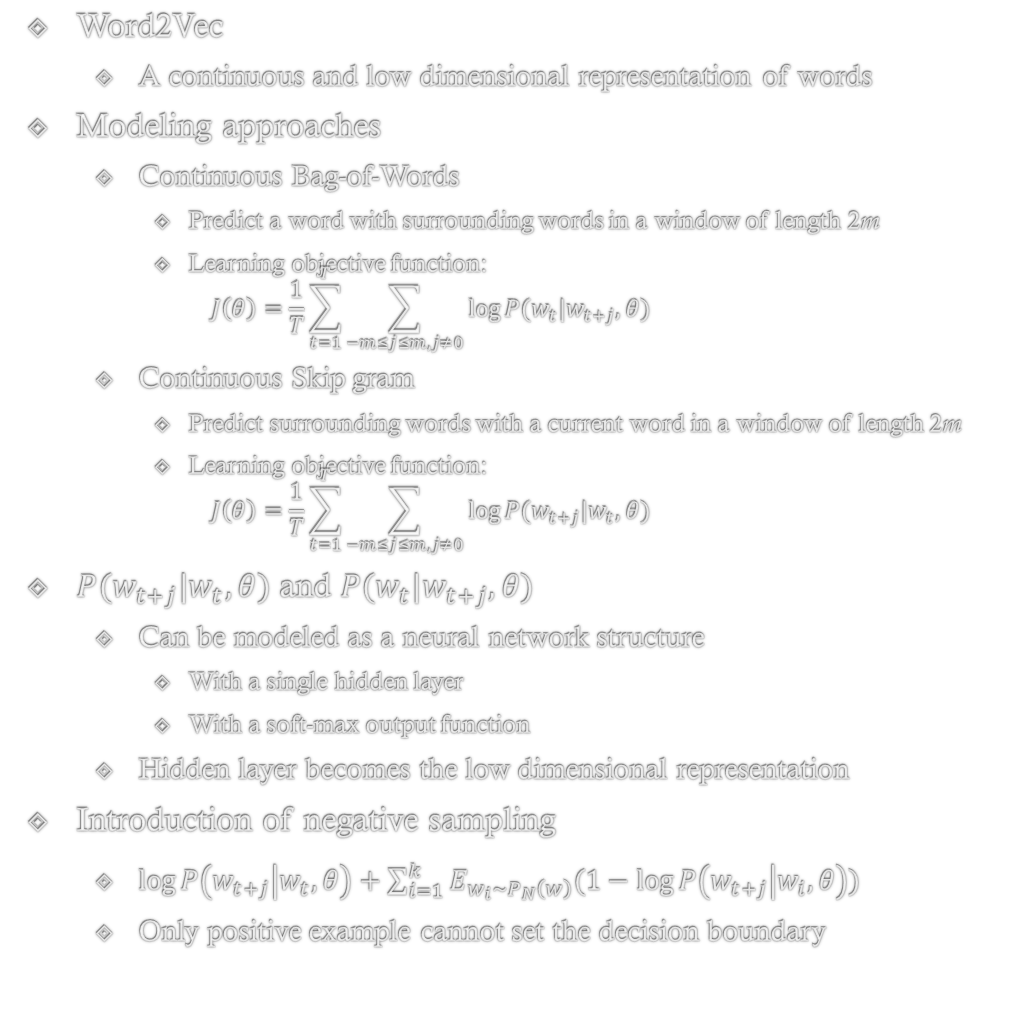 ❖ Word2Vec
❖ A continuous and low dimensional representation of words
❖ Modeling approaches
❖ Continuous Bag-of-Words
❖ Predict a word with surrounding words in a window of length 2m
❖ Learning objective function:
J(θ) = 1/T ∑_{t=1}^{T} ∑_{−m≤j≤m,j≠0} log P(w_t|w_{t+j}, θ)
❖ Continuous Skip gram
❖ Predict surrounding words with a current word in a window of length 2m
❖ Learning objective function:
J(θ) = 1/T ∑_{t=1}^{T} ∑_{−m≤j≤m,j≠0} log P(w_{t+j}|w_t, θ)
❖ P(w_{t+j}|w_t, θ) and P(w_t|w_{t+j}, θ)
❖ Can be modeled as a neural network structure
❖ With a single hidden layer
❖ With a soft-max output function
❖ Hidden layer becomes the low dimensional representation
❖ Introduction of negative sampling
❖ log P(w_{t+j}|w_t, θ) + ∑_{i=1}^{k} E_{w_i~P_N(w)}(1 − log P(w_{t+j}|w_i, θ))
❖ Only positive example cannot set the decision boundary